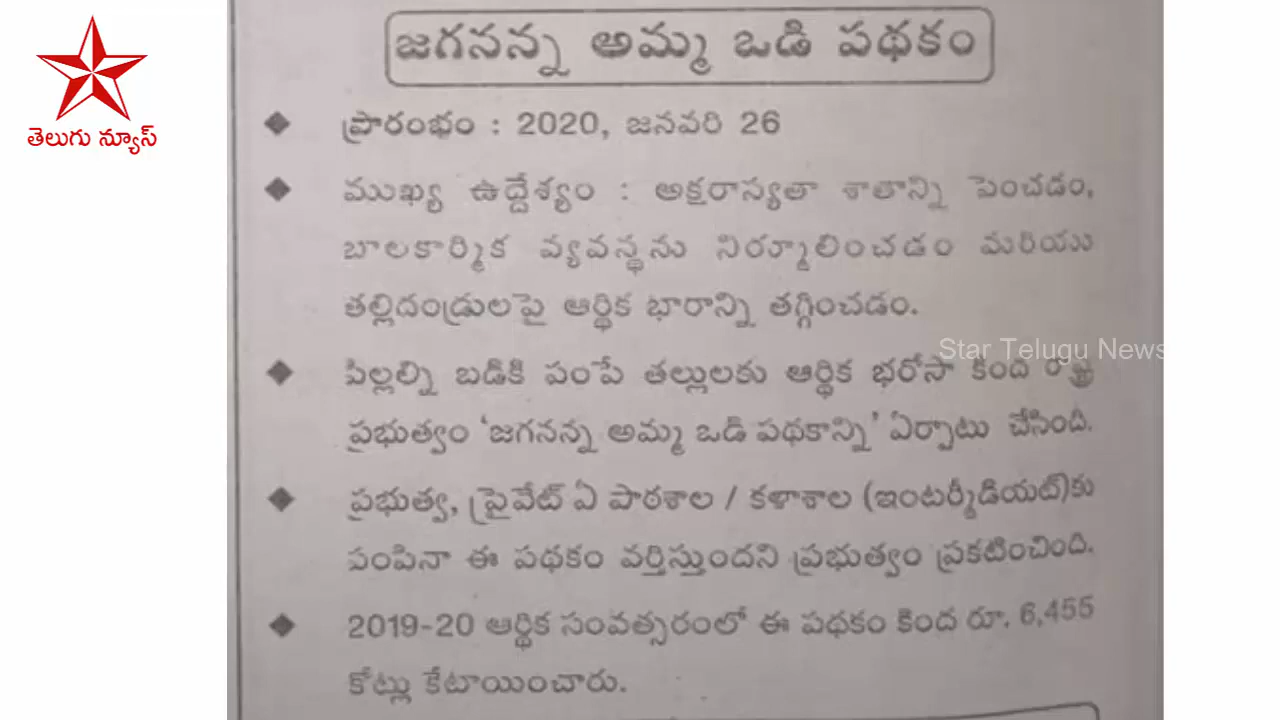 తెలుగు న్యూస్
జగనన్న అమ్మ ఒడి పథకం
ప్రారంభం : 2020, జనవరి 26
ముఖ్య ఉద్దేశ్యం : అక్షరాస్యతా శాతాన్ని పెంచడం,
బాలకార్మిక వ్యవస్థను నిర్మూలించడం మరియు
తల్లిదండ్రులపై ఆర్థిక భారాన్ని తగ్గించడం.
Star Telugu News
పిల్లల్ని బడికి పంపే తల్లులకు ఆర్థిక భరోసా కింద రాష్ట్ర
ప్రభుత్వం ‘జగనన్న అమ్మ ఒడి పథకాన్ని’ ఏర్పాటు చేసింది.
ప్రభుత్వ, ప్రైవేట్ ఏ పాఠశాల / కళాశాల (ఇంటర్మీడియట్)కు
పంపినా ఈ పథకం వర్తిస్తుందని ప్రభుత్వం ప్రకటించింది.
2019-20 ఆర్థిక సంవత్సరంలో ఈ పథకం కింద రూ. 6,455
కోట్లు కేటాయించారు.